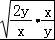 √(2y/x · x/y)